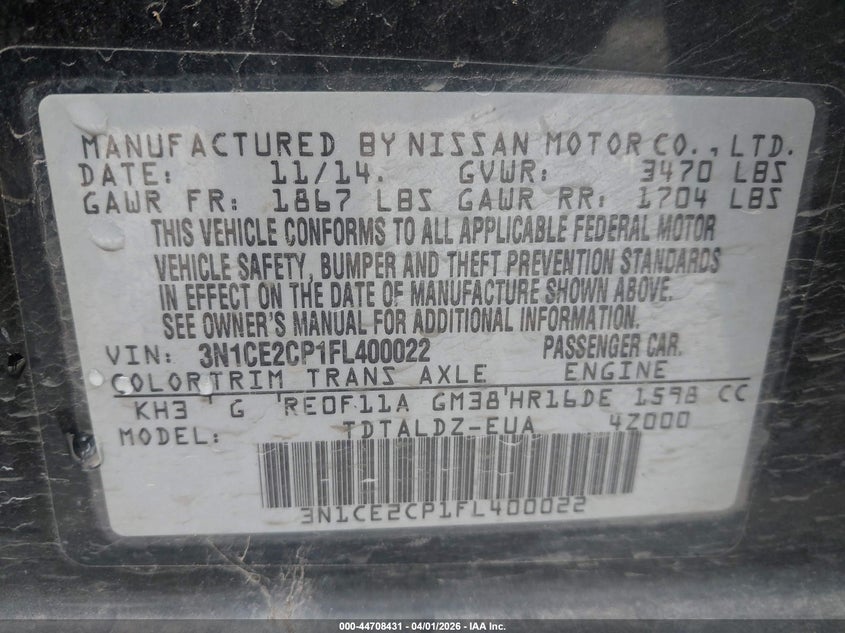 MANUFACTURED BY NISSAN MOTOR CO., LTD.
DATE: 11/14. GVWR: 3470 LBS
GAWR FR: 1867 LBS GAWR RR: 1704 LBS
THIS VEHICLE CONFORMS TO ALL APPLICABLE FEDERAL MOTOR
VEHICLE SAFETY, BUMPER AND THEFT PREVENTION STANDARDS
IN EFFECT ON THE DATE OF MANUFACTURE SHOWN ABOVE.
SEE OWNER'S MANUAL FOR ADDITIONAL INFORMATION.
VIN: 3N1CE2CP1FL400022 PASSENGER CAR.
COLOR TRIM TRANS AXLE ENGINE
KH3 ' G 'RE0F11A GM38'HR16DE 1598 CC
MODEL: TDTALDZ-EUA 4Z000
3N1CE2CP1FL400022
000-44708431 - 04/01/2026 - IAA Inc.